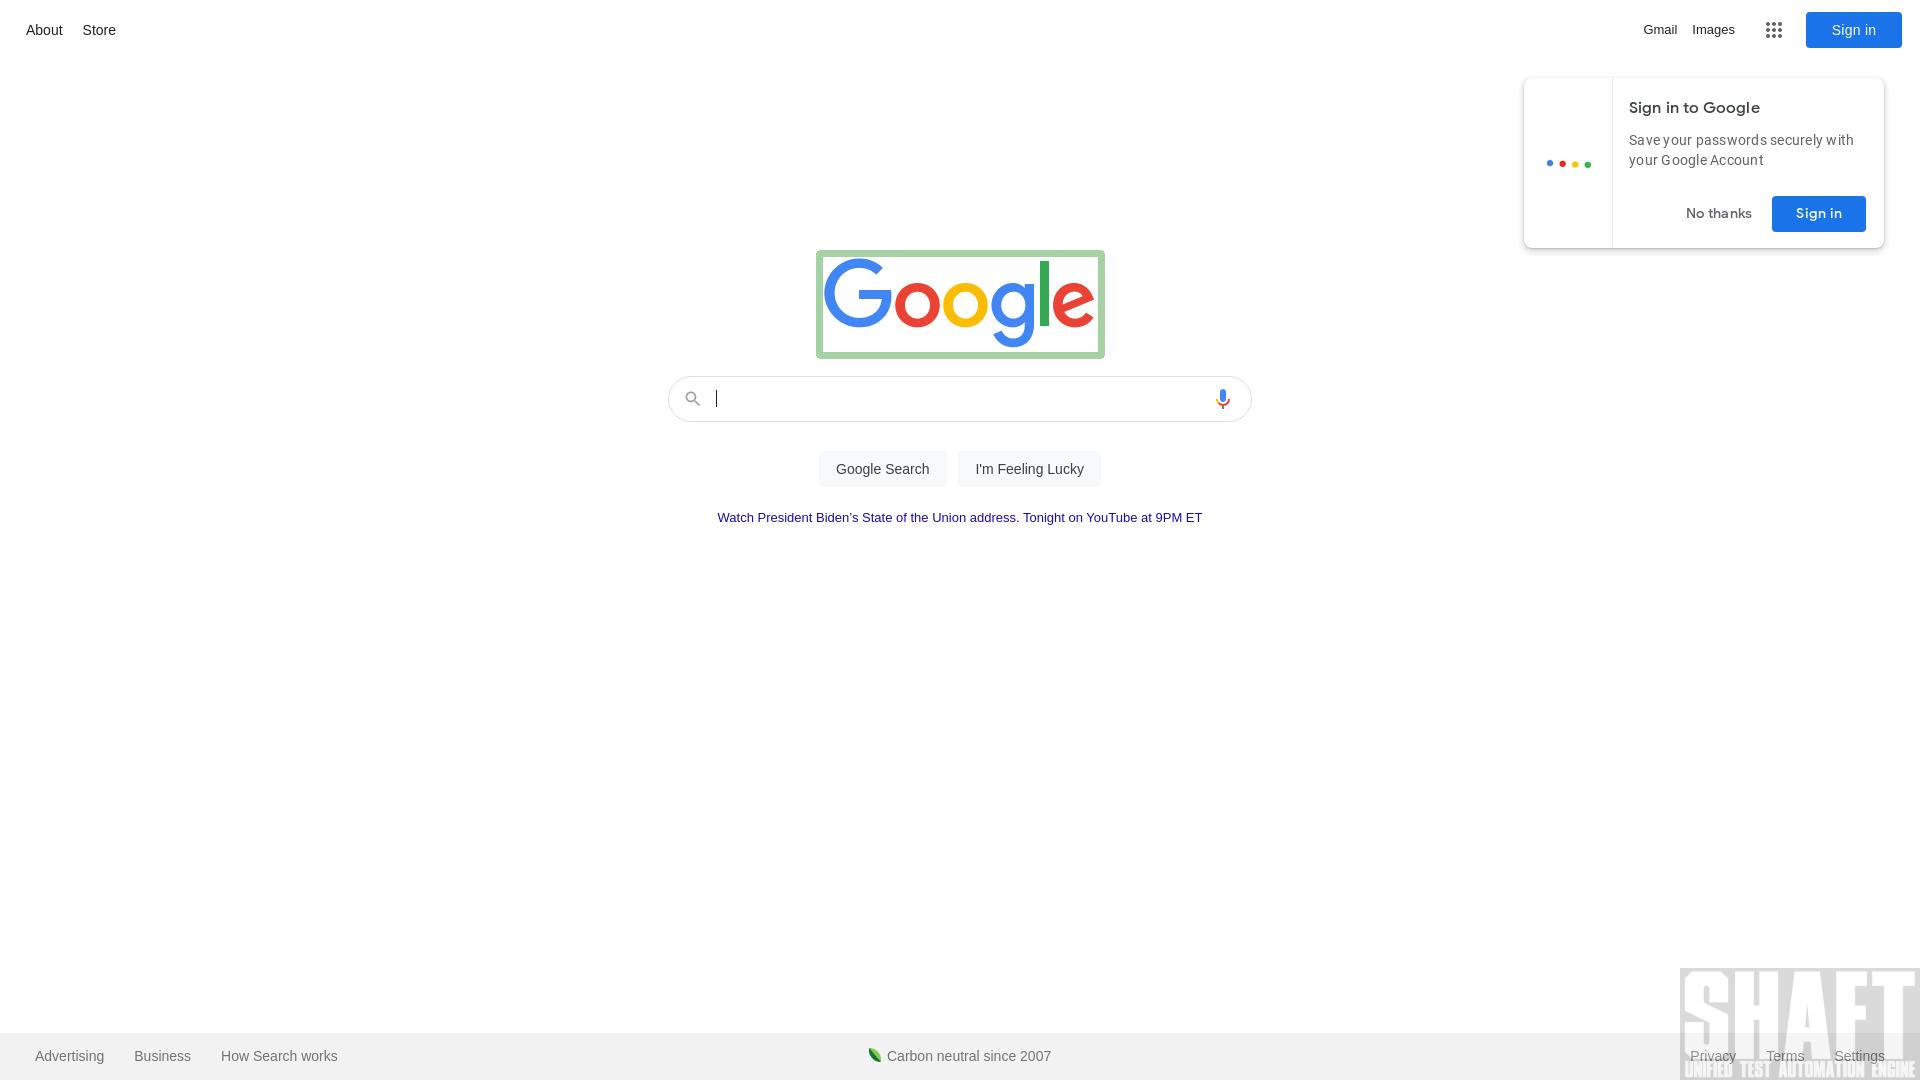 About Store
Gmail Images Sign in
Sign in to Google
Save your passwords securely with
your Google Account
No thanks Sign in
Google
Google Search I'm Feeling Lucky
Watch President Biden’s State of the Union address. Tonight on YouTube at 9PM ET
SHAFT
Advertising Business How Search works Carbon neutral since 2007 Privacy Terms Settings
UNIFIED TEST AUTOMATION ENGINE